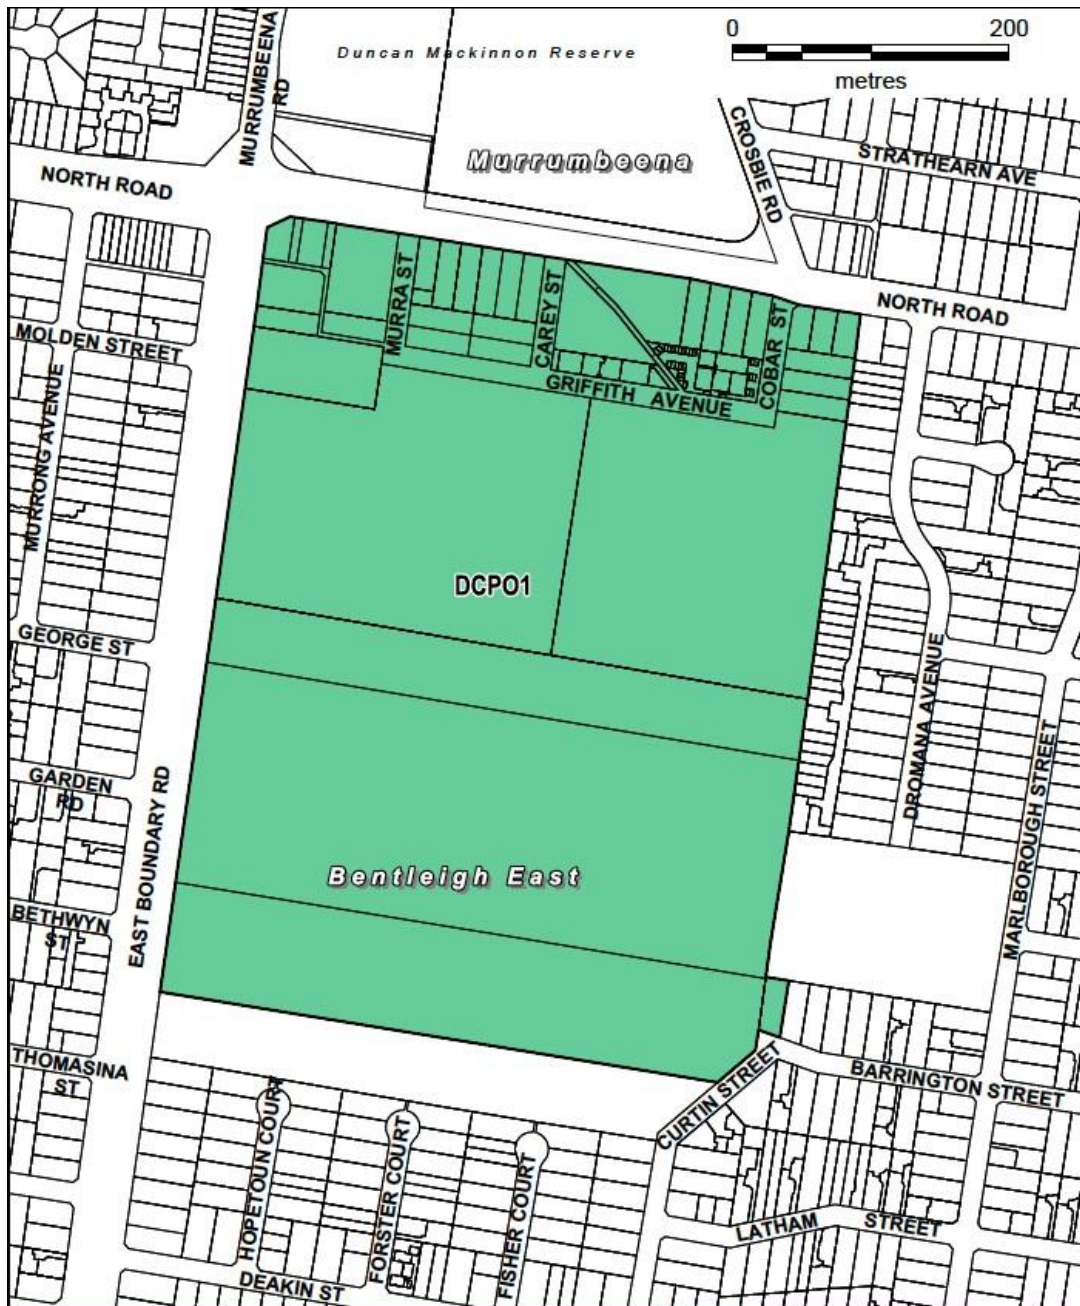 0 200
metres
Duncan Mackinnon Reserve
MURRUMBEENA
RD
Murrumbeena
CROSBIE RD
STRATHEARN AVE
NORTH ROAD
NORTH ROAD
MURRA ST
CAREY ST
COBAR ST
GRIFFITH AVENUE
MOLDEN STREET
MURRONG AVENUE
DCPO1
GEORGE ST
DROMANA AVENUE
MARLBOROUGH STREET
GARDEN
RD
EAST BOUNDARY RD
Bentleigh East
BETHWYN
ST
THOMASINA
ST
CURTIN STREET
BARRINGTON STREET
HOPETOUN COURT
FORSTER COURT
FISHER COURT
LATHAM STREET
DEAKIN ST